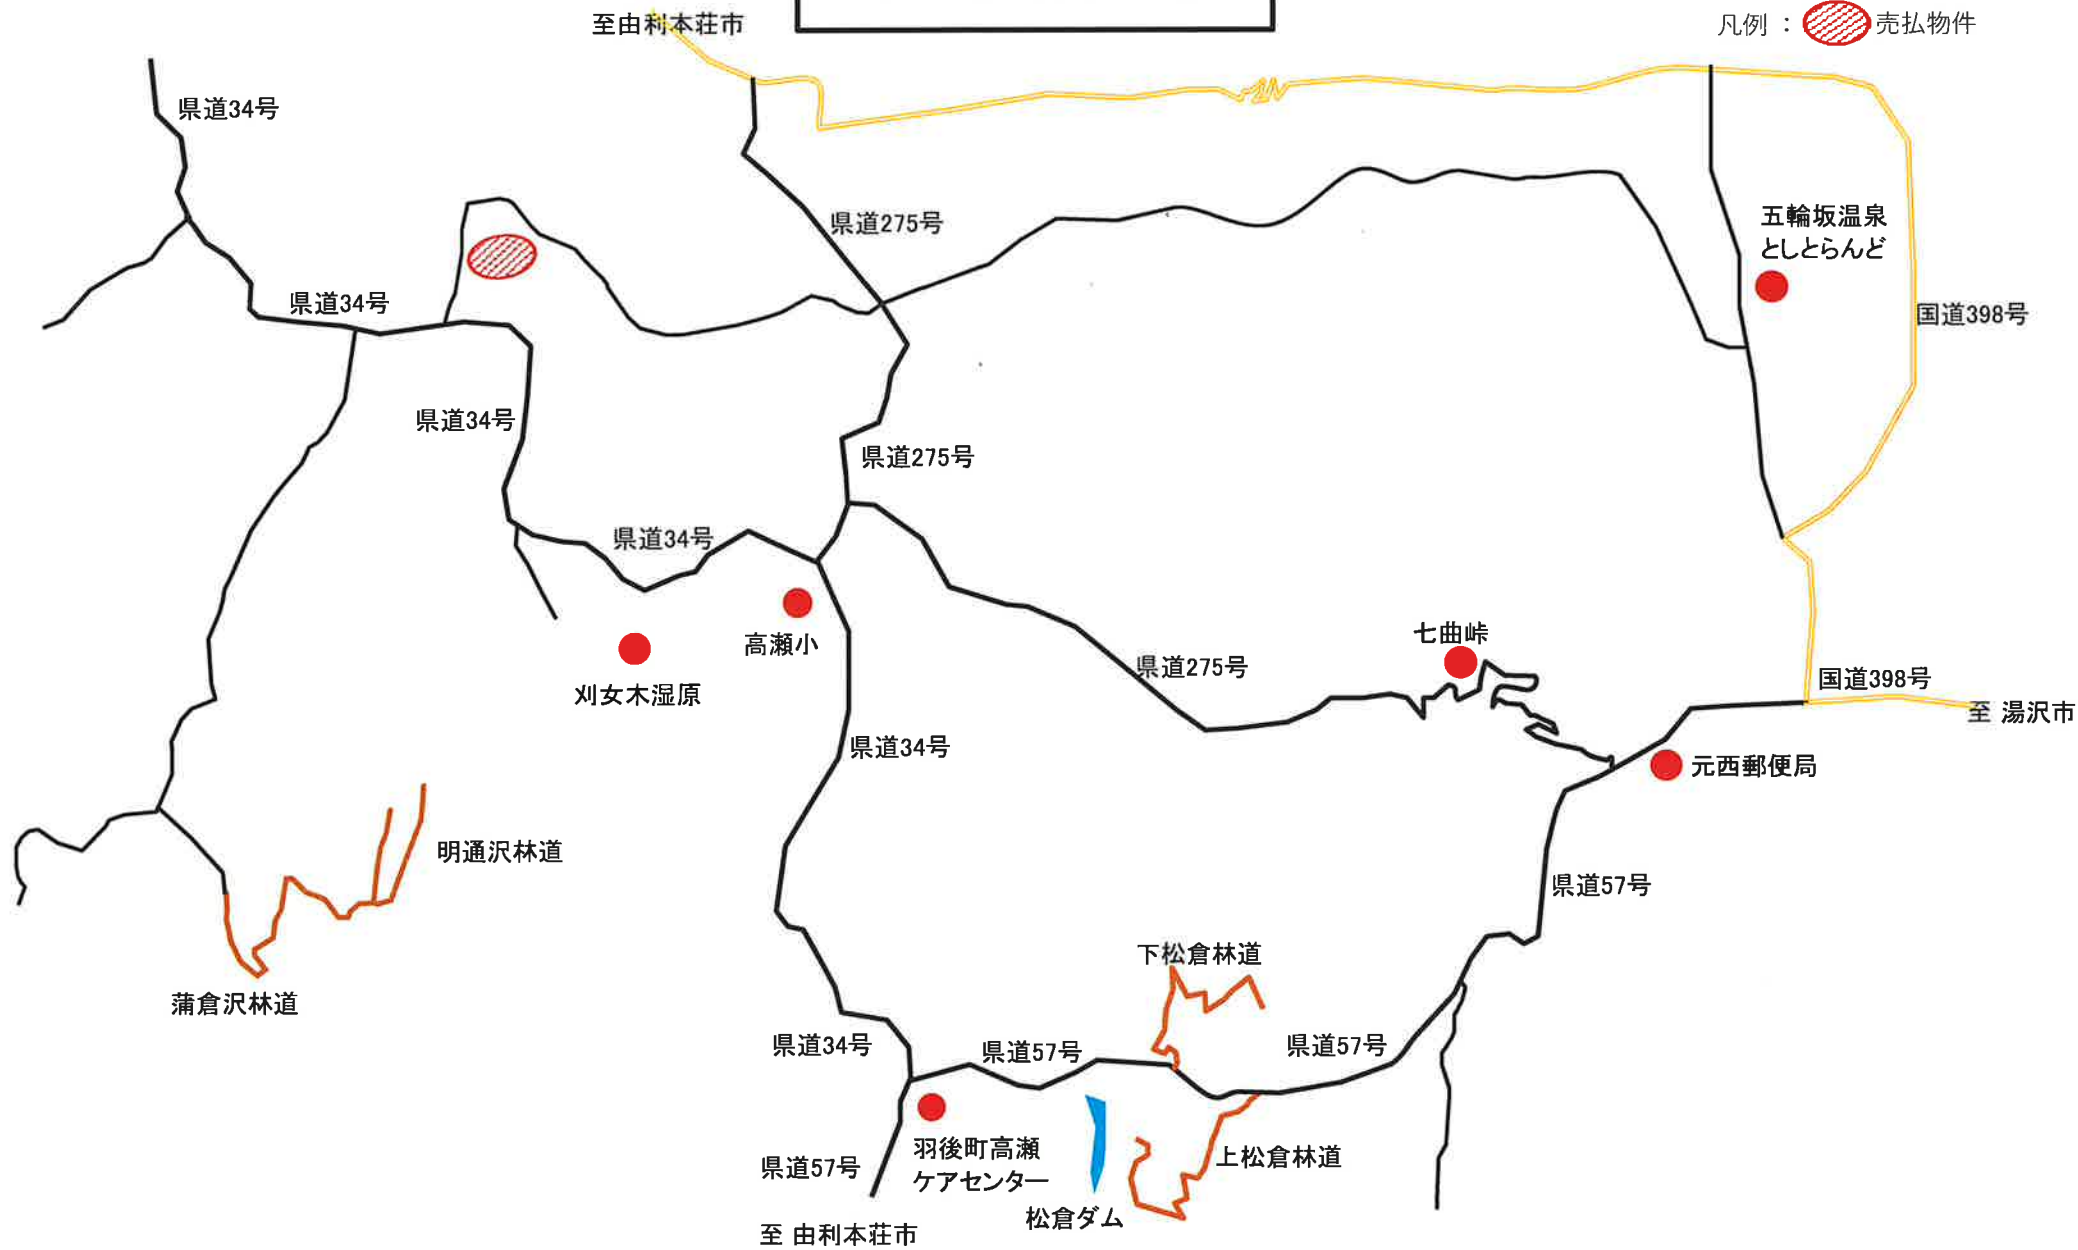 至由利本荘市
凡例 : 売払物件
県道34号
県道275号
五輪坂温泉
としとらんど
県道34号
国道398号
県道34号
県道275号
県道34号
七曲峠
高瀬小
県道275号
国道398号
刈女木湿原
至 湯沢市
県道34号
元西郵便局
明通沢林道
県道57号
下松倉林道
蒲倉沢林道
県道34号
県道57号
県道57号
羽後町高瀬
ケアセンター
上松倉林道
県道57号
松倉ダム
至 由利本荘市